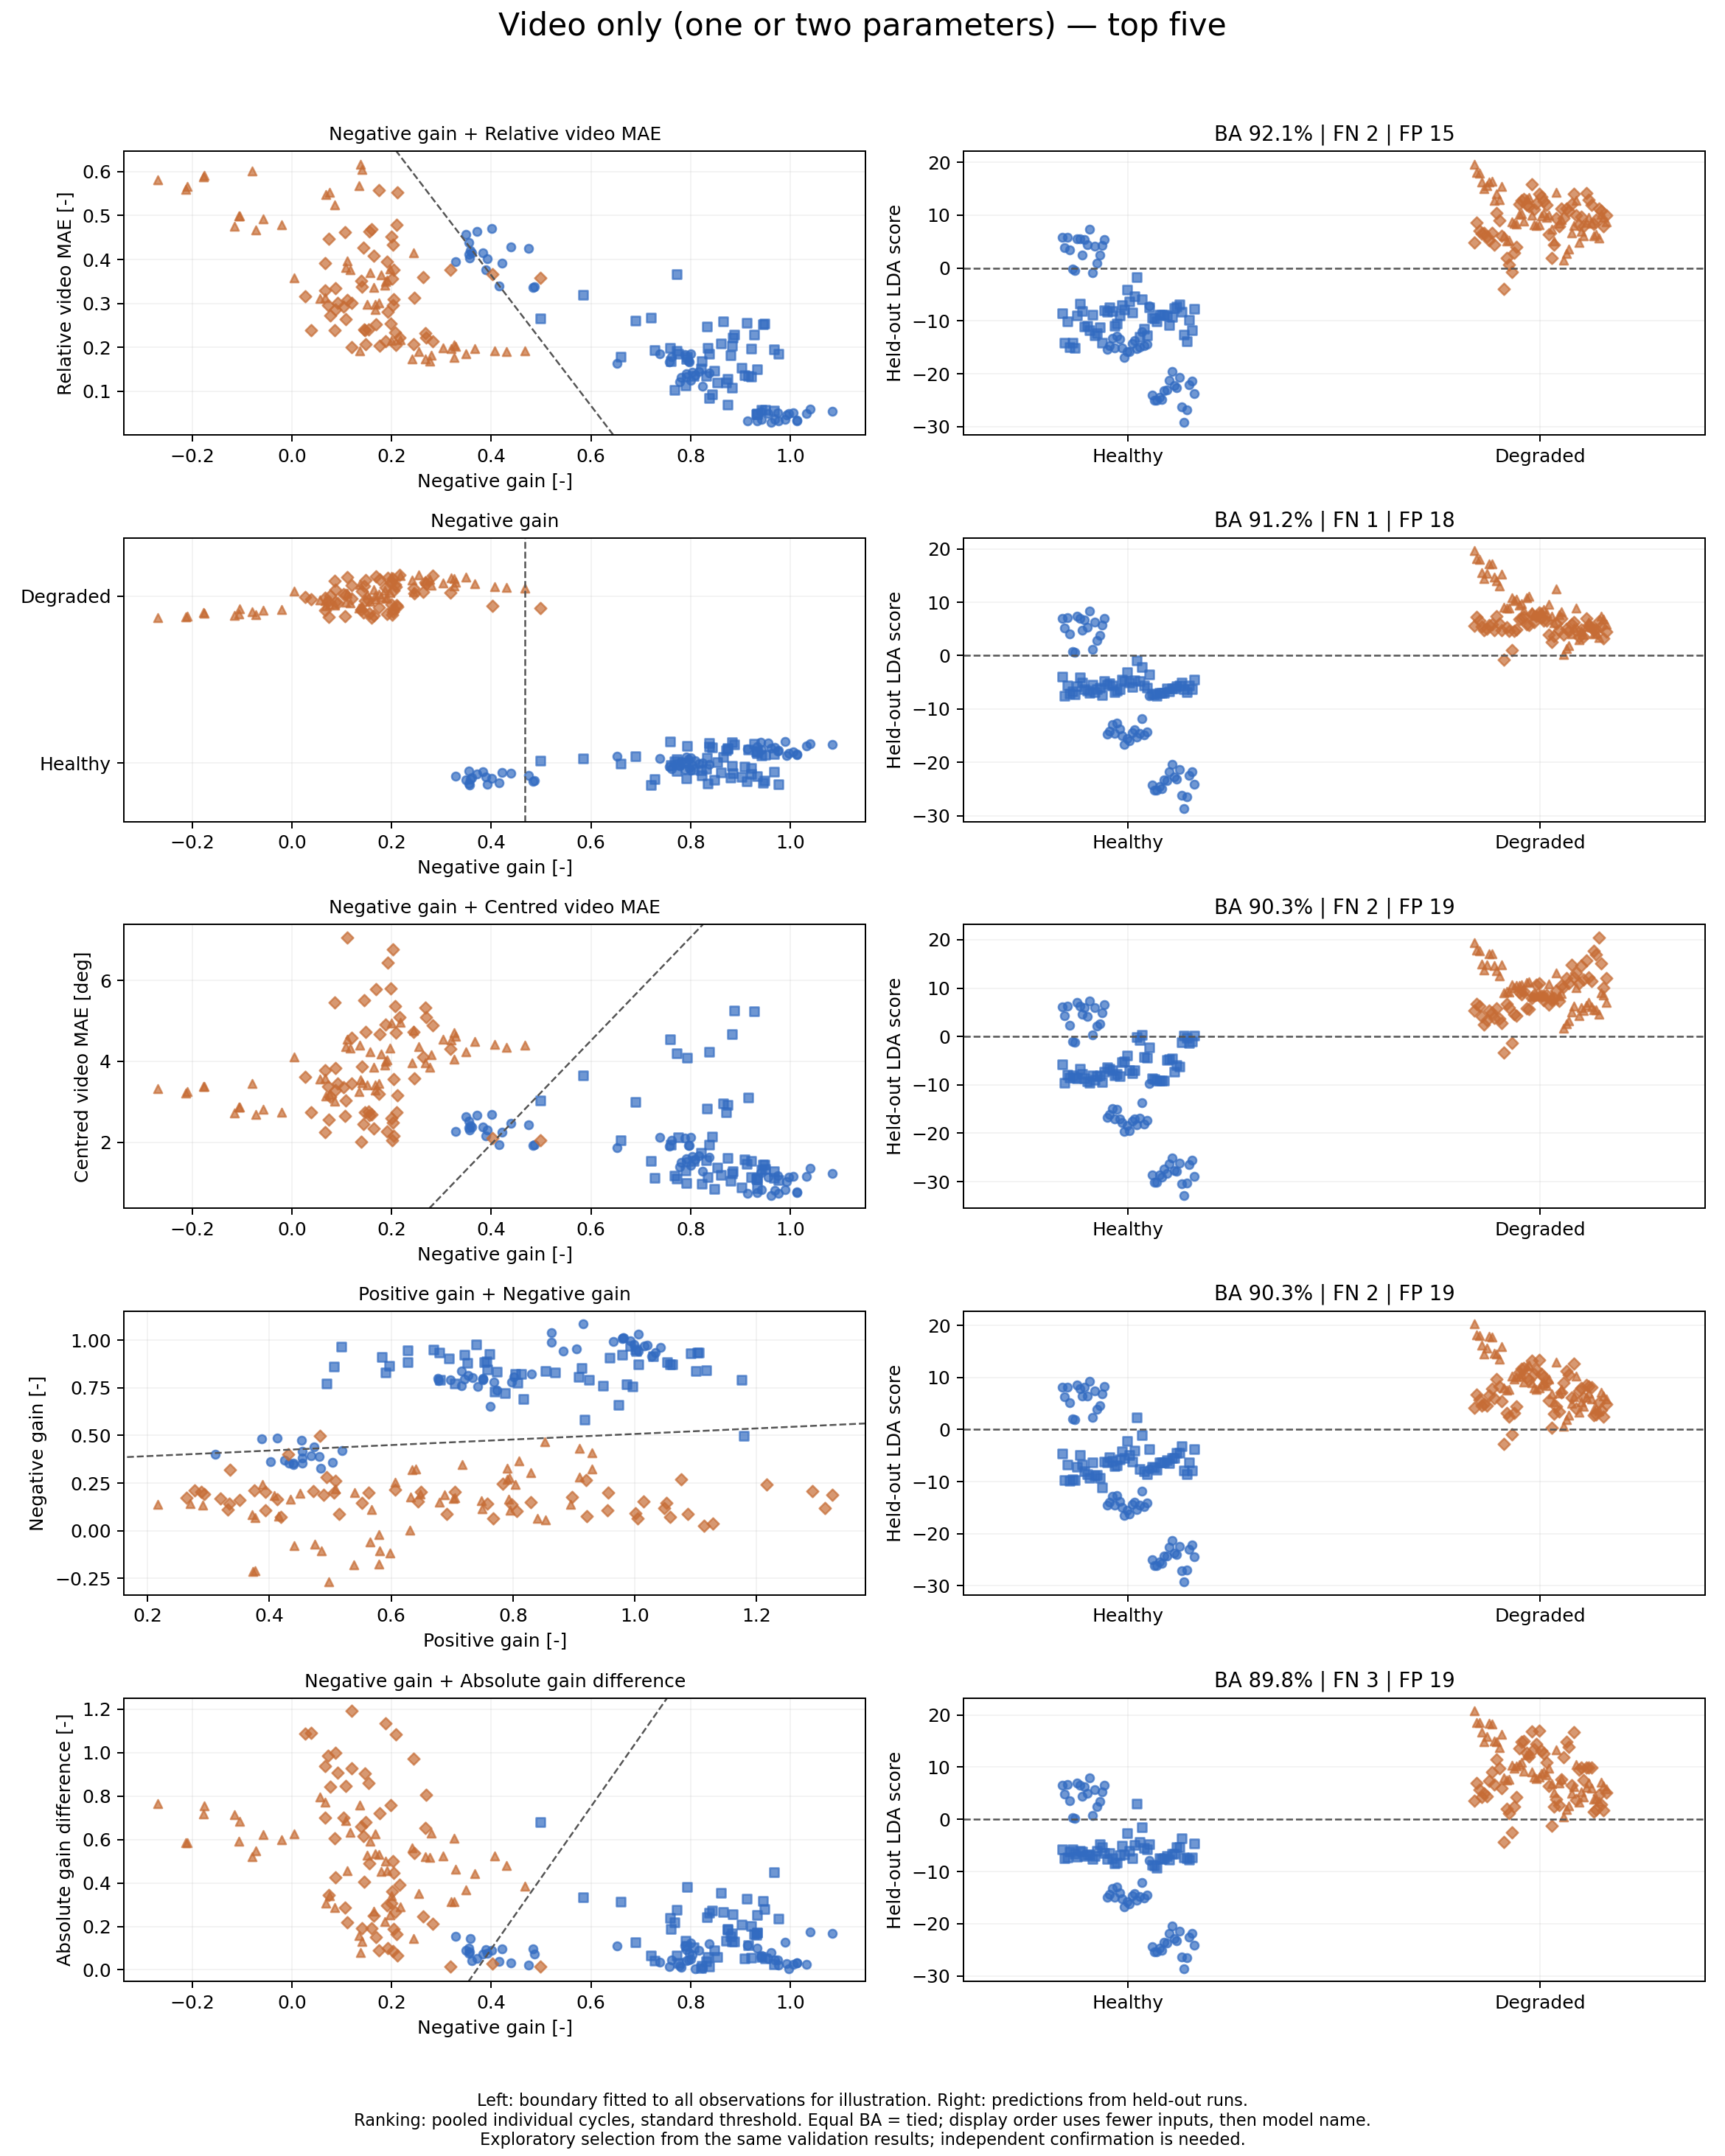 Video only (one or two parameters) — top five
Negative gain + Relative video MAE
BA 92.1% | FN 2 | FP 15
Relative video MAE [-]
0.6
0.5
0.4
0.3
0.2
0.1
−0.2 0.0 0.2 0.4 0.6 0.8 1.0
Negative gain [-]
Held-out LDA score
20
10
0
−10
−20
−30
Healthy Degraded
Negative gain
BA 91.2% | FN 1 | FP 18
Degraded
Healthy
−0.2 0.0 0.2 0.4 0.6 0.8 1.0
Negative gain [-]
Held-out LDA score
20
10
0
−10
−20
−30
Healthy Degraded
Negative gain + Centred video MAE
BA 90.3% | FN 2 | FP 19
Centred video MAE [deg]
6
4
2
−0.2 0.0 0.2 0.4 0.6 0.8 1.0
Negative gain [-]
Held-out LDA score
20
10
0
−10
−20
−30
Healthy Degraded
Positive gain + Negative gain
BA 90.3% | FN 2 | FP 19
Negative gain [-]
1.00
0.75
0.50
0.25
0.00
−0.25
0.2 0.4 0.6 0.8 1.0 1.2
Positive gain [-]
Held-out LDA score
20
10
0
−10
−20
−30
Healthy Degraded
Negative gain + Absolute gain difference
BA 89.8% | FN 3 | FP 19
Absolute gain difference [-]
1.2
1.0
0.8
0.6
0.4
0.2
0.0
−0.2 0.0 0.2 0.4 0.6 0.8 1.0
Negative gain [-]
Held-out LDA score
20
10
0
−10
−20
−30
Healthy Degraded
Left: boundary fitted to all observations for illustration. Right: predictions from held-out runs.
Ranking: pooled individual cycles, standard threshold. Equal BA = tied; display order uses fewer inputs, then model name.
Exploratory selection from the same validation results; independent confirmation is needed.